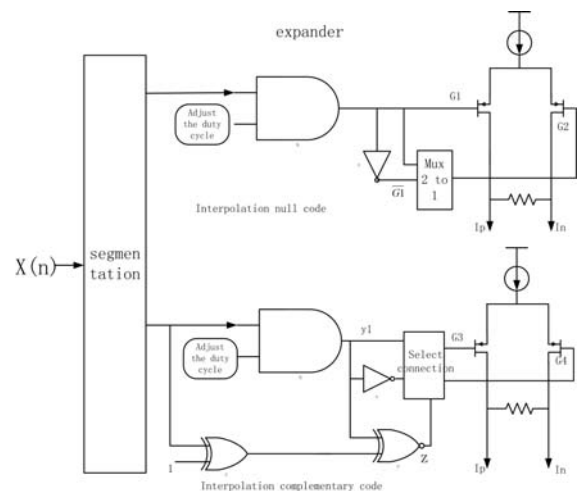 expander
Adjust
the duty
cycle
G1
G2
Mux
2 to
1
G1
Interpolation null code
Ip
In
X(n)
segmen
tation
Adjust
the duty
cycle
y1
Select
connection
G3
G4
1
Z
Interpolation complementary code
Ip
In